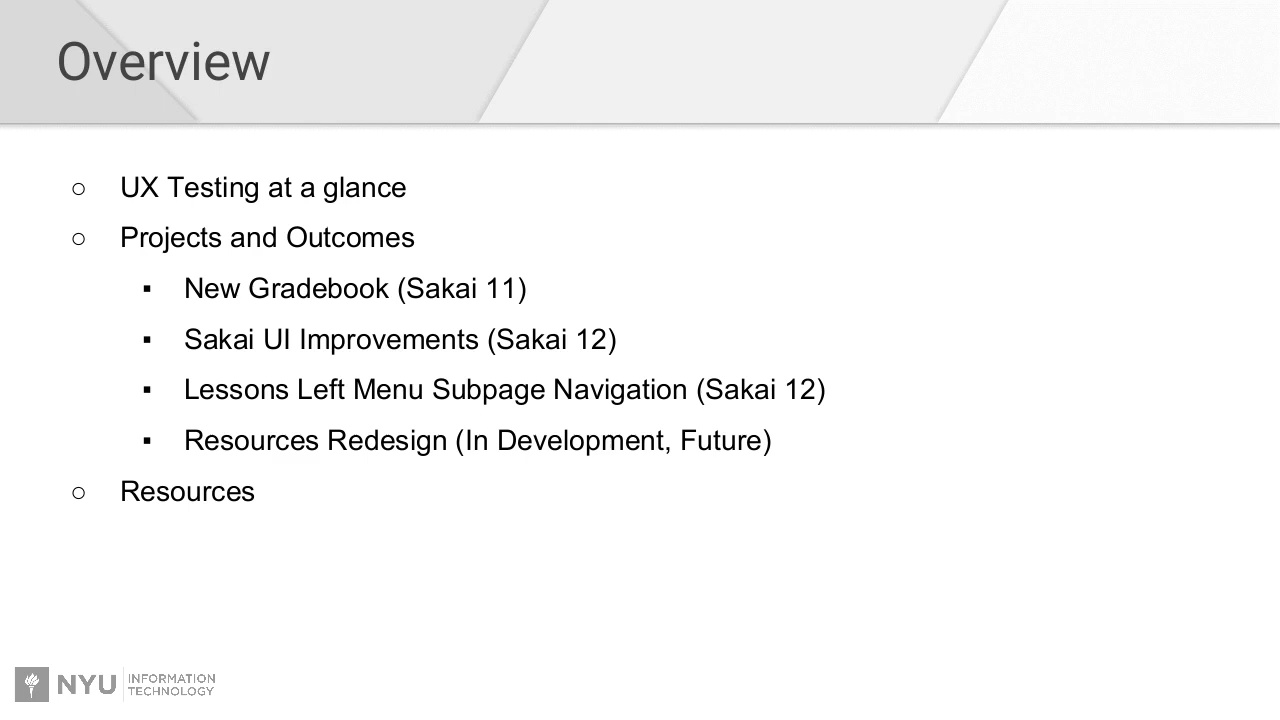 Overview
○ UX Testing at a glance
○ Projects and Outcomes
▪ New Gradebook (Sakai 11)
▪ Sakai UI Improvements (Sakai 12)
▪ Lessons Left Menu Subpage Navigation (Sakai 12)
▪ Resources Redesign (In Development, Future)
○ Resources
NYU INFORMATION
TECHNOLOGY